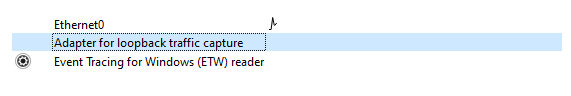 Ethernet0
Adapter for loopback traffic capture
Event Tracing for Windows (ETW) reader